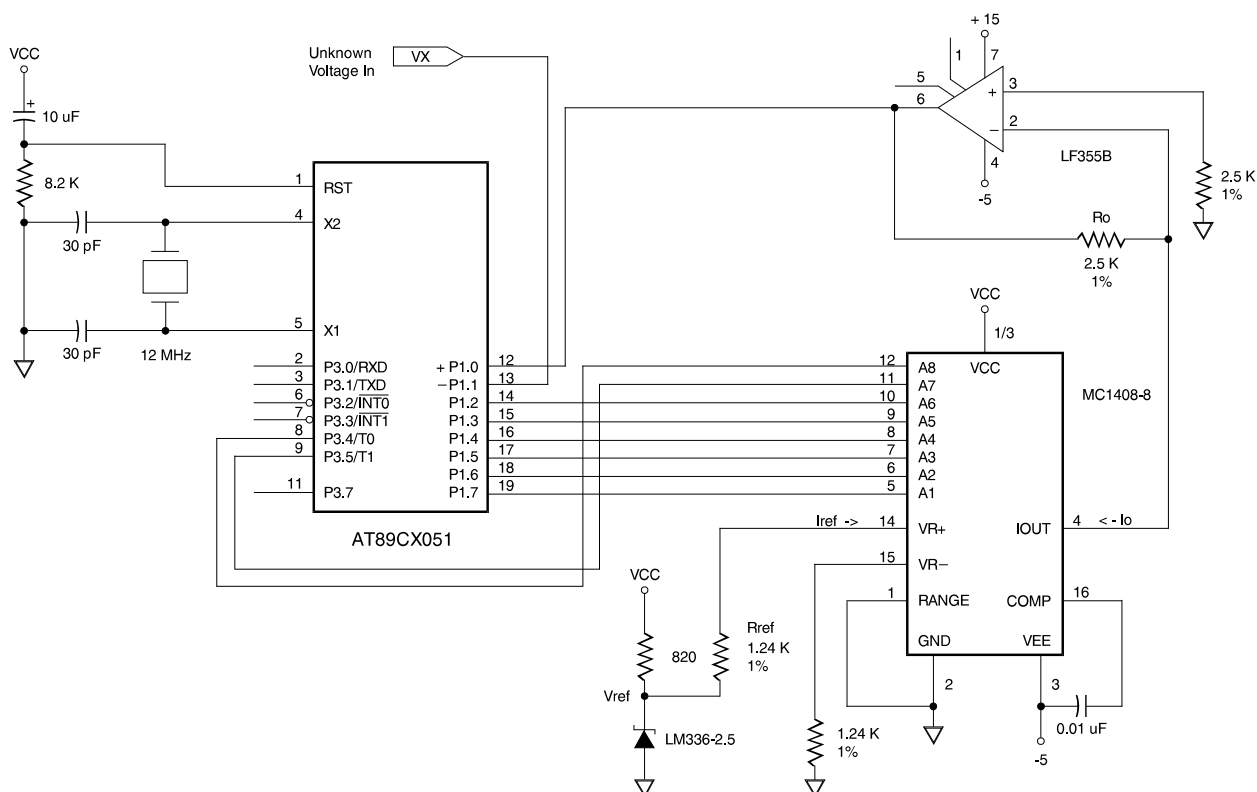 + 15
VCC
Unknown
Voltage In
VX
1
7
5
6
+
3
−
2
4
-5
LF355B
+
10 uF
8.2 K
2.5 K
1%
Ro
2.5 K
1%
30 pF
30 pF
12 MHz
1
RST
4
X2
5
X1
2
P3.0/RXD
3
P3.1/TXD
6
P3.2/INT0
7
P3.3/INT1
8
P3.4/T0
9
P3.5/T1
11
P3.7
+ P1.0
12
−P1.1
13
P1.2
14
P1.3
15
P1.4
16
P1.5
17
P1.6
18
P1.7
19
AT89CX051
VCC
1/3
VCC
MC1408-8
12
A8
11
A7
10
A6
9
A5
8
A4
7
A3
6
A2
5
A1
Iref ->
14
VR+
IOUT
4
< - Io
15
VR−
1
RANGE
COMP
16
GND
VEE
2
3
0.01 uF
-5
VCC
820
Rref
1.24 K
1%
Vref
LM336-2.5
1.24 K
1%